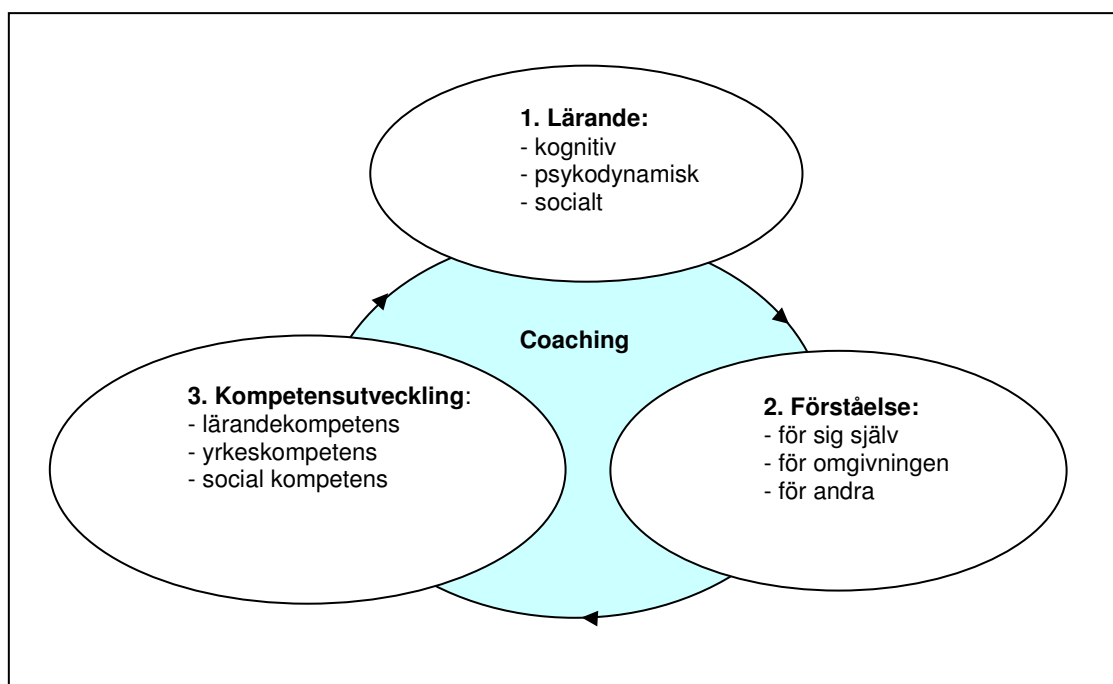 1. Lärande:
- kognitiv
- psykodynamisk
- socialt
Coaching
2. Förståelse:
- för sig själv
- för omgivningen
- för andra
3. Kompetensutveckling:
- lärandekompetens
- yrkeskompetens
- social kompetens